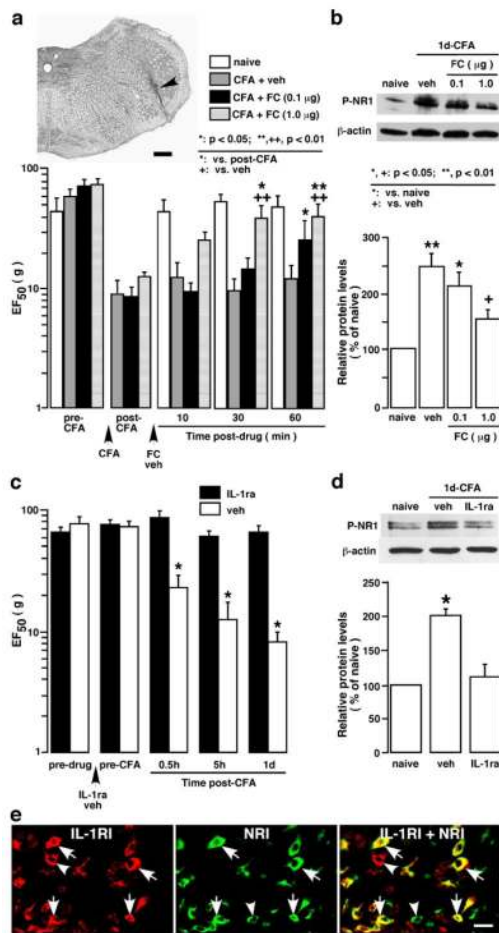 a
naive
CFA + veh
CFA + FC (0.1 µg)
CFA + FC (1.0 µg)
*: p < 0.05; **,++, p < 0.01
*: vs. post-CFA
+: vs. veh
EF50 ( g )
100
10
1
*
++
**
++
*
**
++
pre-CFA
post-CFA
10
30
60
CFA
FC
veh
Time post-drug ( min )
b
1d-CFA
FC ( µg )
naive
veh
0.1
1.0
P-NR1
β-actin
*, +: p < 0.05; **, p < 0.01
*: vs. naive
+: vs. veh
Relative protein levels
( % of naive )
300
200
100
0
**
*
+
naive
veh
0.1
1.0
FC ( µg )
c
IL-1ra
veh
EF50 ( g )
100
10
1
*
*
*
pre-drug
pre-CFA
0.5h
5h
1d
IL-1ra
veh
Time post-CFA
d
1d-CFA
naive
veh
IL-1ra
P-NR1
β-actin
Relative protein levels
( % of naive )
250
200
150
100
50
0
*
naive
veh
IL-1ra
e
IL-1RI
NRI
IL-1RI + NRI